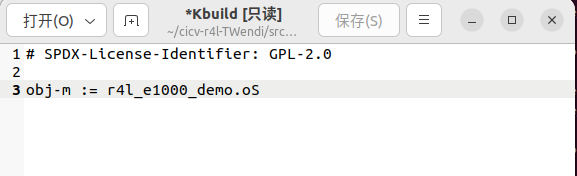 打开(O)
*Kbuild [只读]
~/cicv-r4l-TWendi/src…
保存(S)
1 # SPDX-License-Identifier: GPL-2.0
2
3 obj-m := r4l_e1000_demo.oS